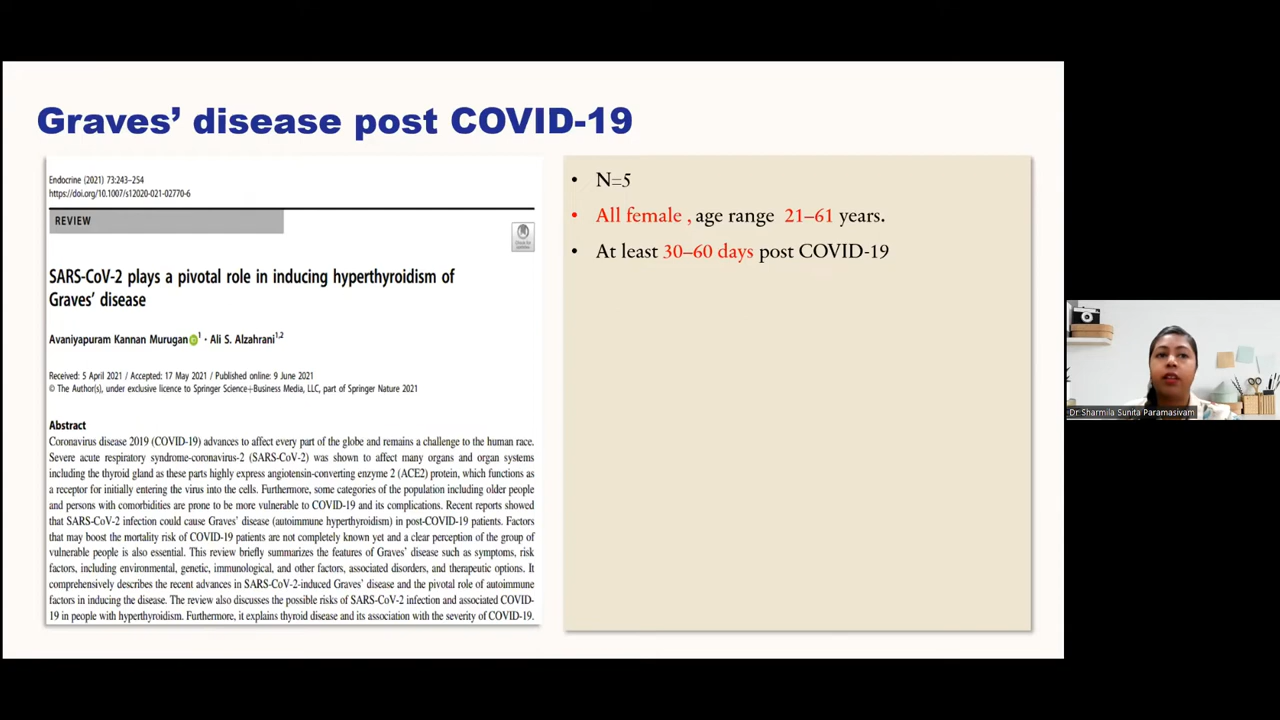 Graves’ disease post COVID-19
Endocrine (2021) 73:243–254
https://doi.org/10.1007/s12020-021-02770-6
REVIEW
SARS-CoV-2 plays a pivotal role in inducing hyperthyroidism of
Graves’ disease
Avaniyapuram Kannan Murugan 1 · Ali S. Alzahrani 1,2
Received: 5 April 2021 / Accepted: 17 May 2021 / Published online: 9 June 2021
© The Author(s), under exclusive licence to Springer Science+Business Media, LLC, part of Springer Nature 2021
Abstract
Coronavirus disease 2019 (COVID-19) advances to affect every part of the globe and remains a challenge to the human race.
Severe acute respiratory syndrome-coronavirus-2 (SARS-CoV-2) was shown to affect many organs and organ systems
including the thyroid gland as these parts highly express angiotensin-converting enzyme 2 (ACE2) protein, which functions as
a receptor for initially entering the virus into the cells. Furthermore, some categories of the population including older people
and persons with comorbidities are prone to be more vulnerable to COVID-19 and its complications. Recent reports showed
that SARS-CoV-2 infection could cause Graves’ disease (autoimmune hyperthyroidism) in post-COVID-19 patients. Factors
that may boost the mortality risk of COVID-19 patients are not completely known yet and a clear perception of the group of
vulnerable people is also essential. This review briefly summarizes the features of Graves’ disease such as symptoms, risk
factors, including environmental, genetic, immunological, and other factors, associated disorders, and therapeutic options. It
comprehensively describes the recent advances in SARS-CoV-2-induced Graves’ disease and the pivotal role of autoimmune
factors in inducing the disease. The review also discusses the possible risks of SARS-CoV-2 infection and associated COVID-
19 in people with hyperthyroidism. Furthermore, it explains thyroid disease and its association with the severity of COVID-19.
• N=5
• All female , age range 21–61 years.
• At least 30–60 days post COVID-19
Dr Sharmila Sunita Paramasivam